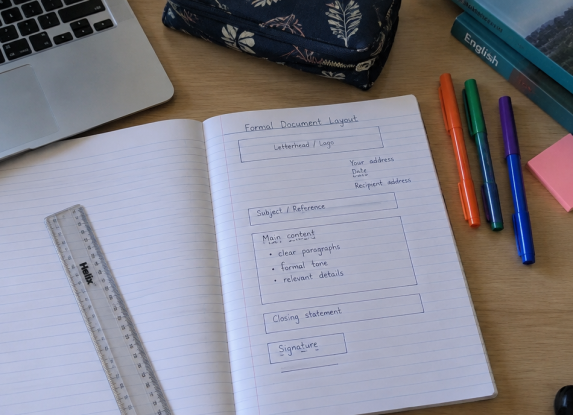 Formal Document Layout
Letterhead / Logo
Your address
Date
Recipient address
Subject / Reference
Main content
• clear paragraphs
• formal tone
• relevant details
Closing statement
Signature
Helix
English